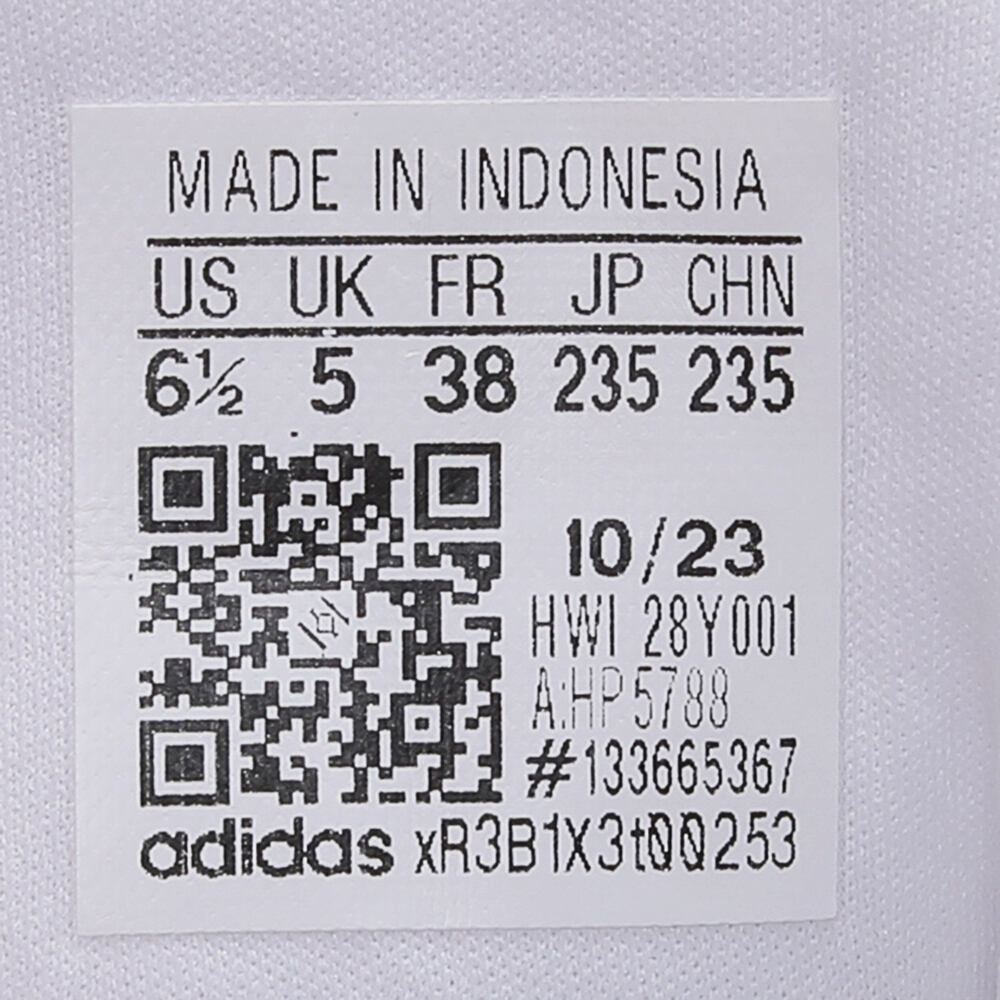 MADE IN INDONESIA
US UK FR JP CHN
6½ 5 38 235 235
10/23
HWI 28Y001
A:HP5788
#133665367
adidas xR3B1X3t00253